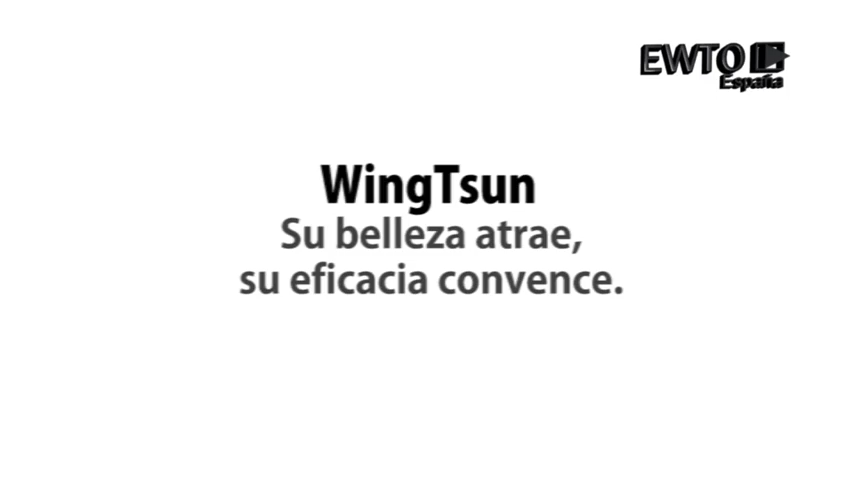 EWTO
España
WingTsun
Su belleza atrae,
su eficacia convence.